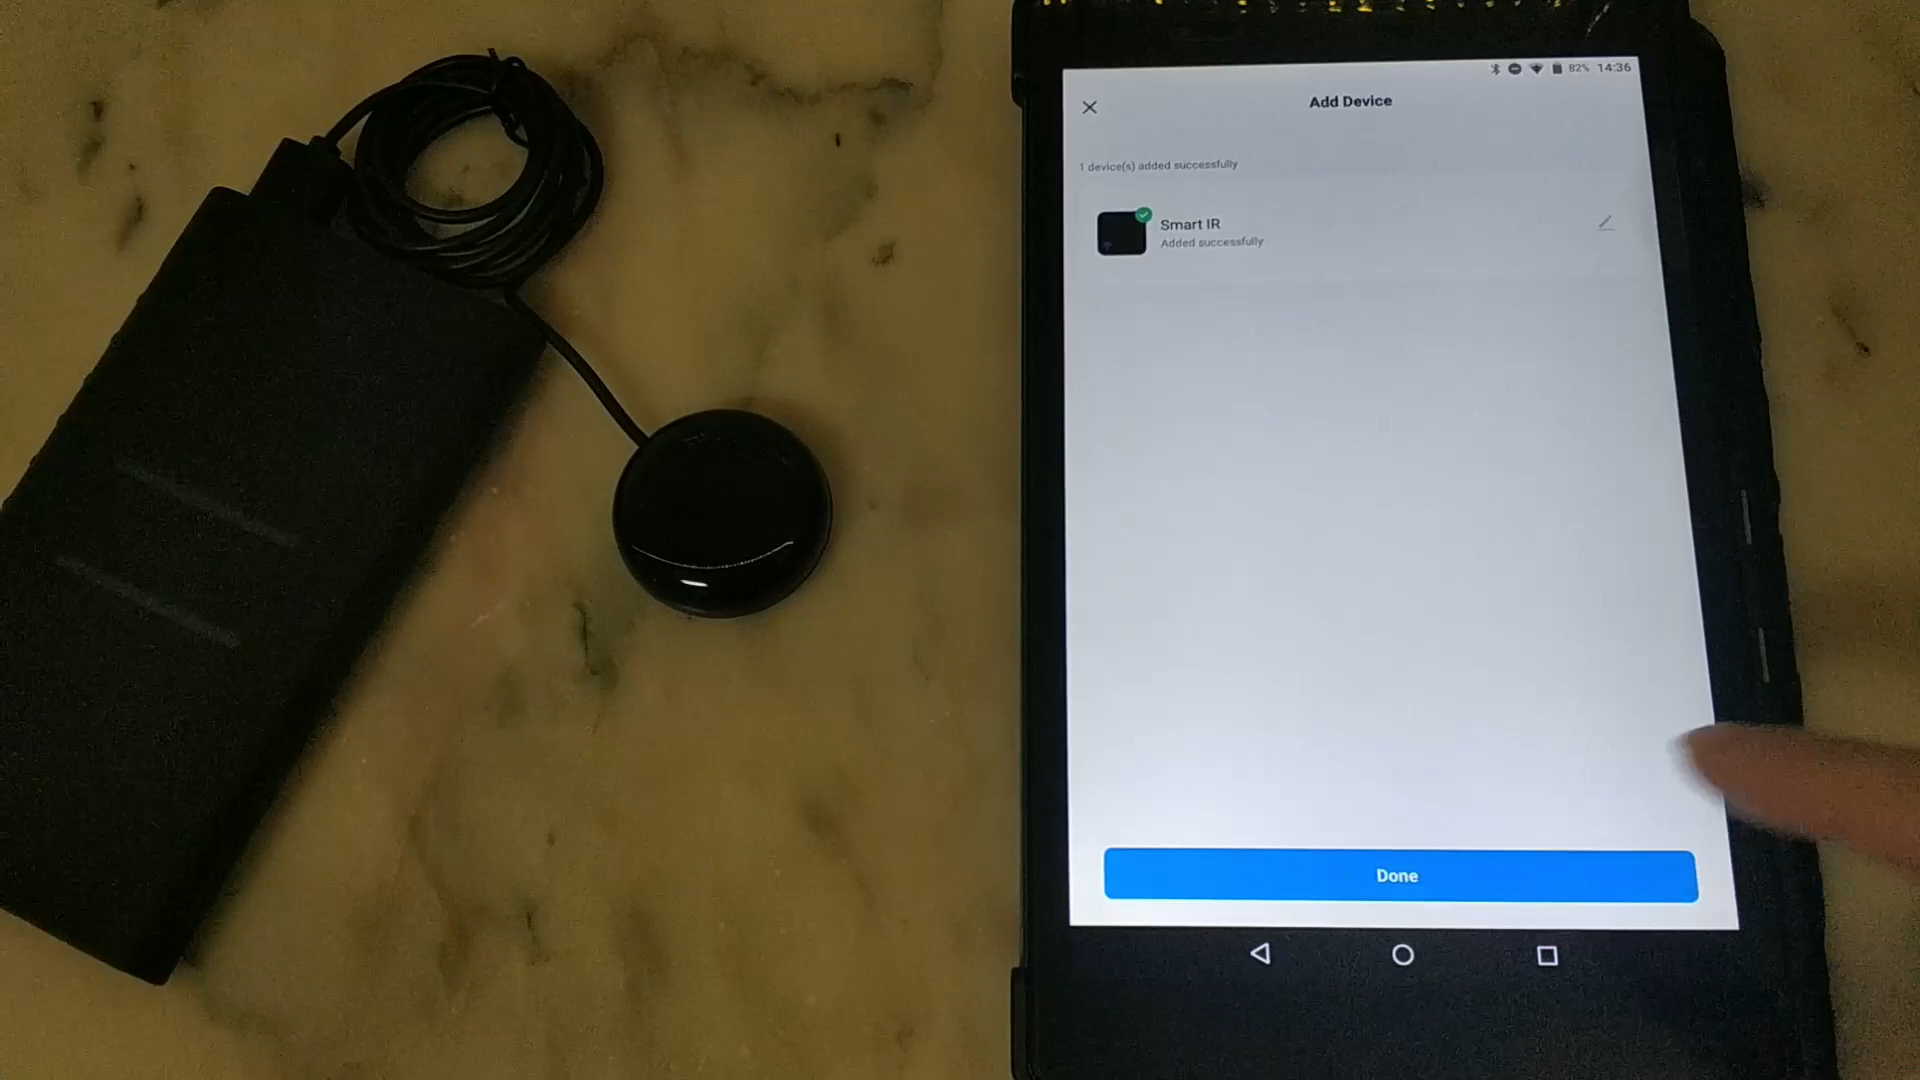 82% 14:36
Add Device
1 device(s) added successfully
Smart IR
Added successfully
Done